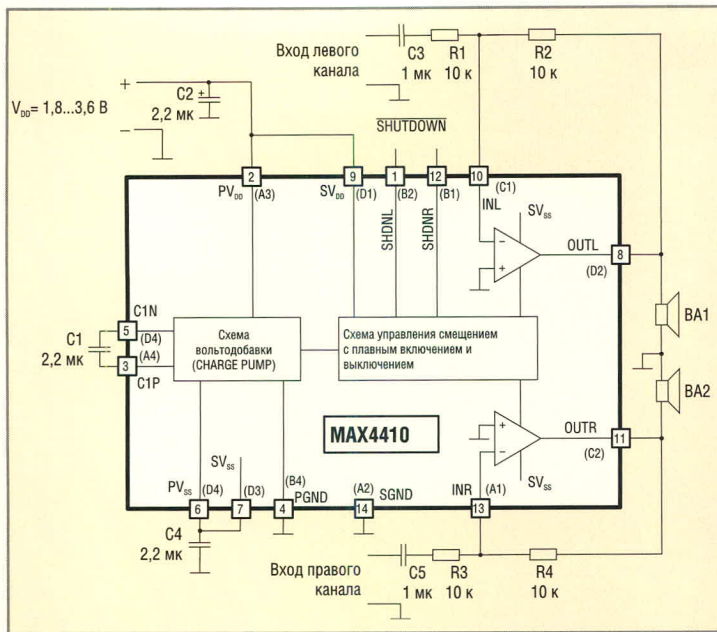 Вход левого
канала
C3
1 мк
R1
10 к
R2
10 к
+
V_DD= 1,8...3,6 В
−
C2
+
2,2 мк
SHUTDOWN
2
9
1
12
10
PV_DD
(A3)
SV_DD
(D1)
(B2)
(B1)
(C1)
SHDNL
SHDNR
INL
SV_SS
−
+
OUTL
8
(D2)
BA1
C1N
5
(D4)
C1
2,2 мк
3
(A4)
C1P
Схема
вольтодобавки
(CHARGE PUMP)
Схема управления смещением
с плавным включением и
выключением
BA2
MAX4410
+
−
OUTR
11
(C2)
SV_SS
SV_SS
PV_SS
(D4)
(D3)
(B4)
PGND
(A2)
SGND
INR
(A1)
6
7
4
14
13
C4
2,2 мк
Вход правого
канала
C5
1 мк
R3
10 к
R4
10 к